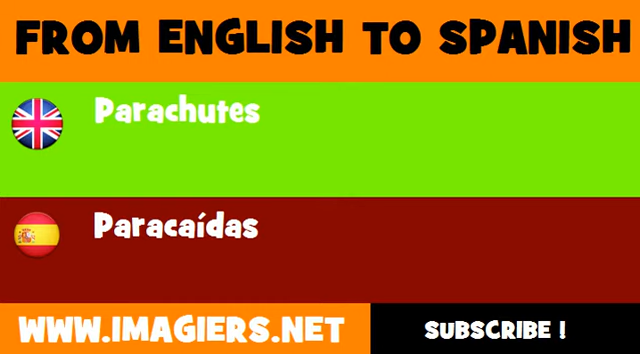 FROM ENGLISH TO SPANISH
Parachutes
Paracaídas
WWW.IMAGIERS.NET
SUBSCRIBE !